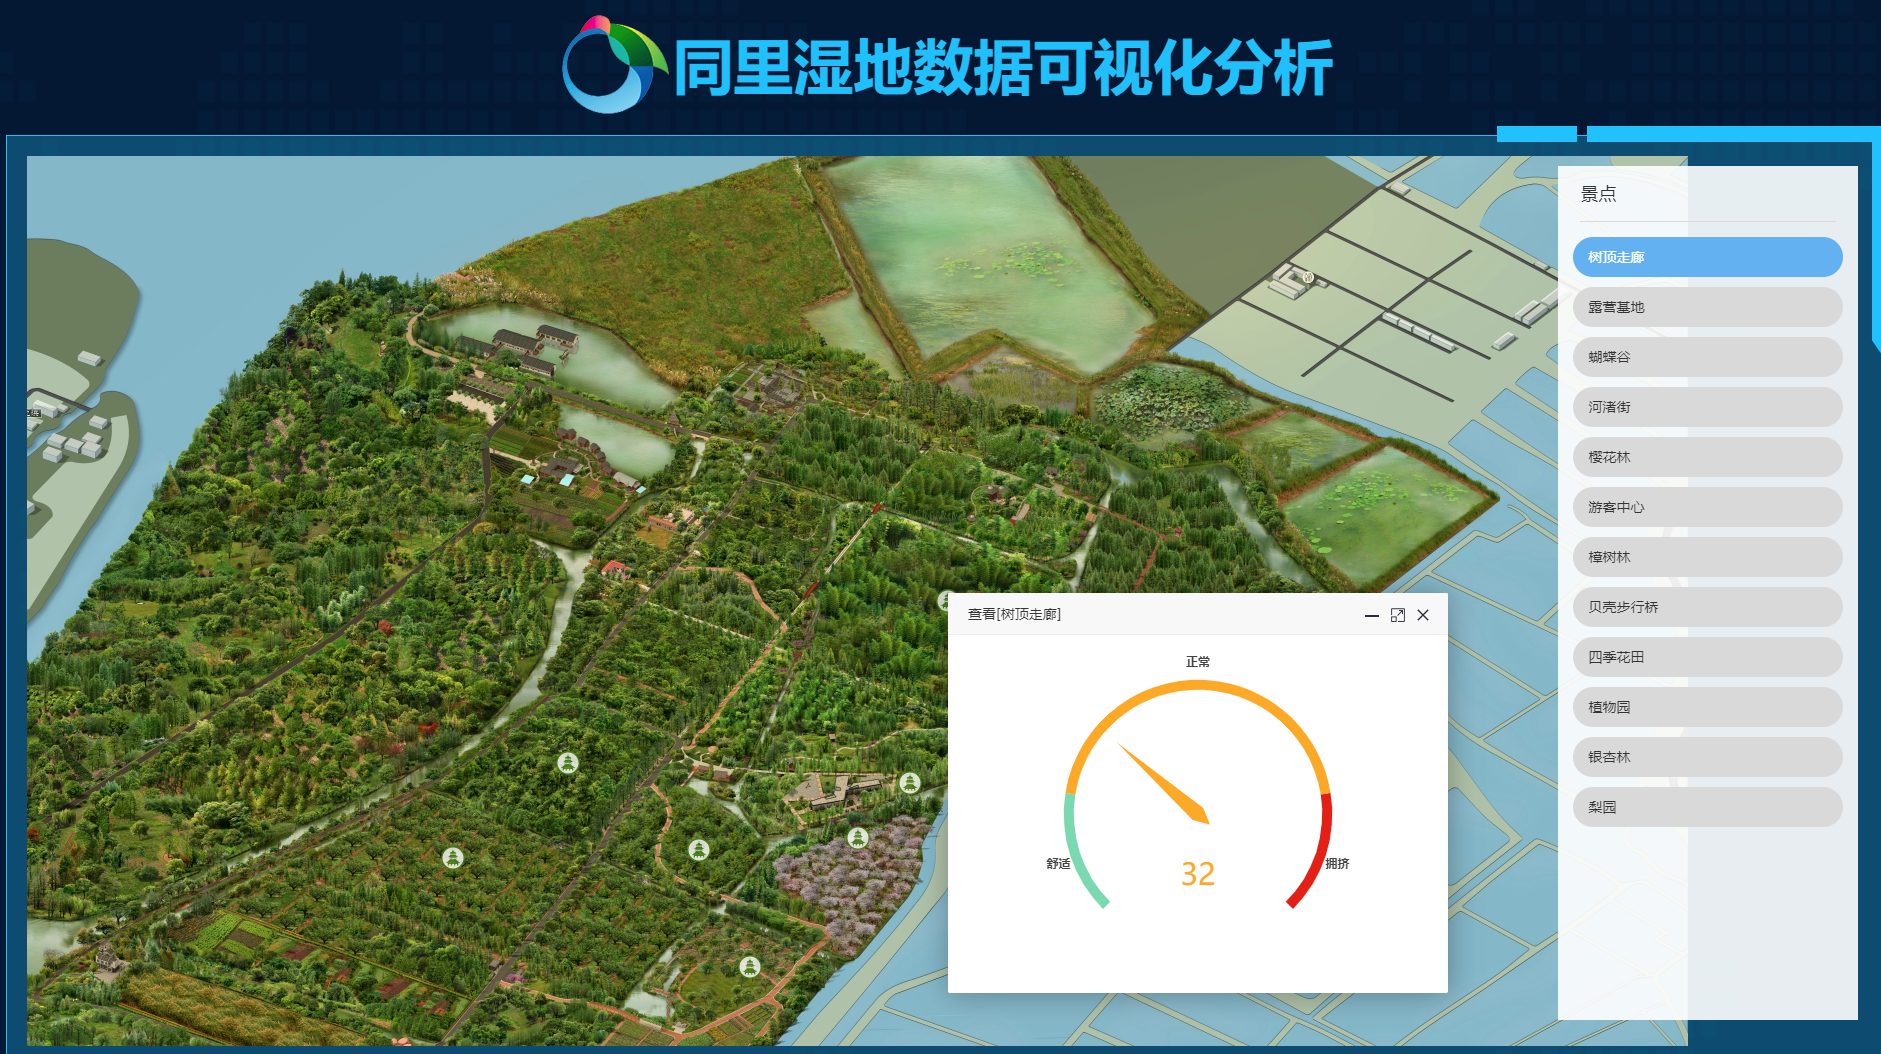 同里湿地数据可视化分析
景点
树顶走廊
露营基地
蝴蝶谷
河渚街
樱花林
游客中心
樟树林
贝壳步行桥
四季花田
植物园
银杏林
梨园
查看[树顶走廊]
正常
舒适
拥挤
32